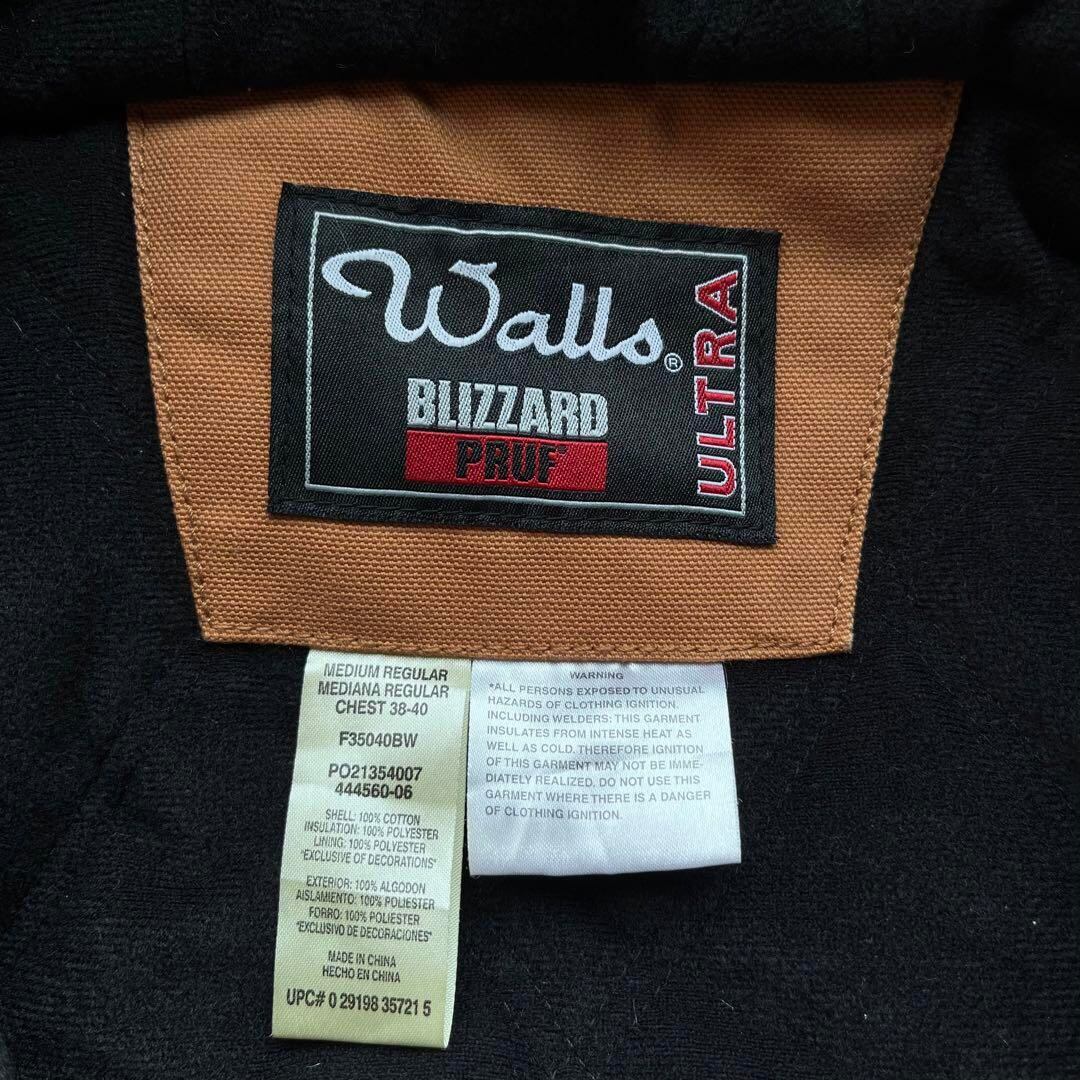 Walls®
BLIZZARD
PRUF®
ULTRA
MEDIUM REGULAR
MEDIANA REGULAR
CHEST 38-40
F35040BW
PO21354007
444560-06
SHELL: 100% COTTON
INSULATION: 100% POLYESTER
LINING: 100% POLYESTER
*EXCLUSIVE OF DECORATIONS*
EXTERIOR: 100% ALGODON
AISLAMIENTO: 100% POLIESTER
FORRO: 100% POLIESTER
*EXCLUSIVO DE DECORACIONES*
MADE IN CHINA
HECHO EN CHINA
UPC# 0 29198 35721 5
WARNING
*ALL PERSONS EXPOSED TO UNUSUAL
HAZARDS OF CLOTHING IGNITION.
INCLUDING WELDERS: THIS GARMENT
INSULATES FROM INTENSE HEAT AS
WELL AS COLD. THEREFORE IGNITION
OF THIS GARMENT MAY NOT BE IMME-
DIATELY REALIZED. DO NOT USE THIS
GARMENT WHERE THERE IS A DANGER
OF CLOTHING IGNITION.